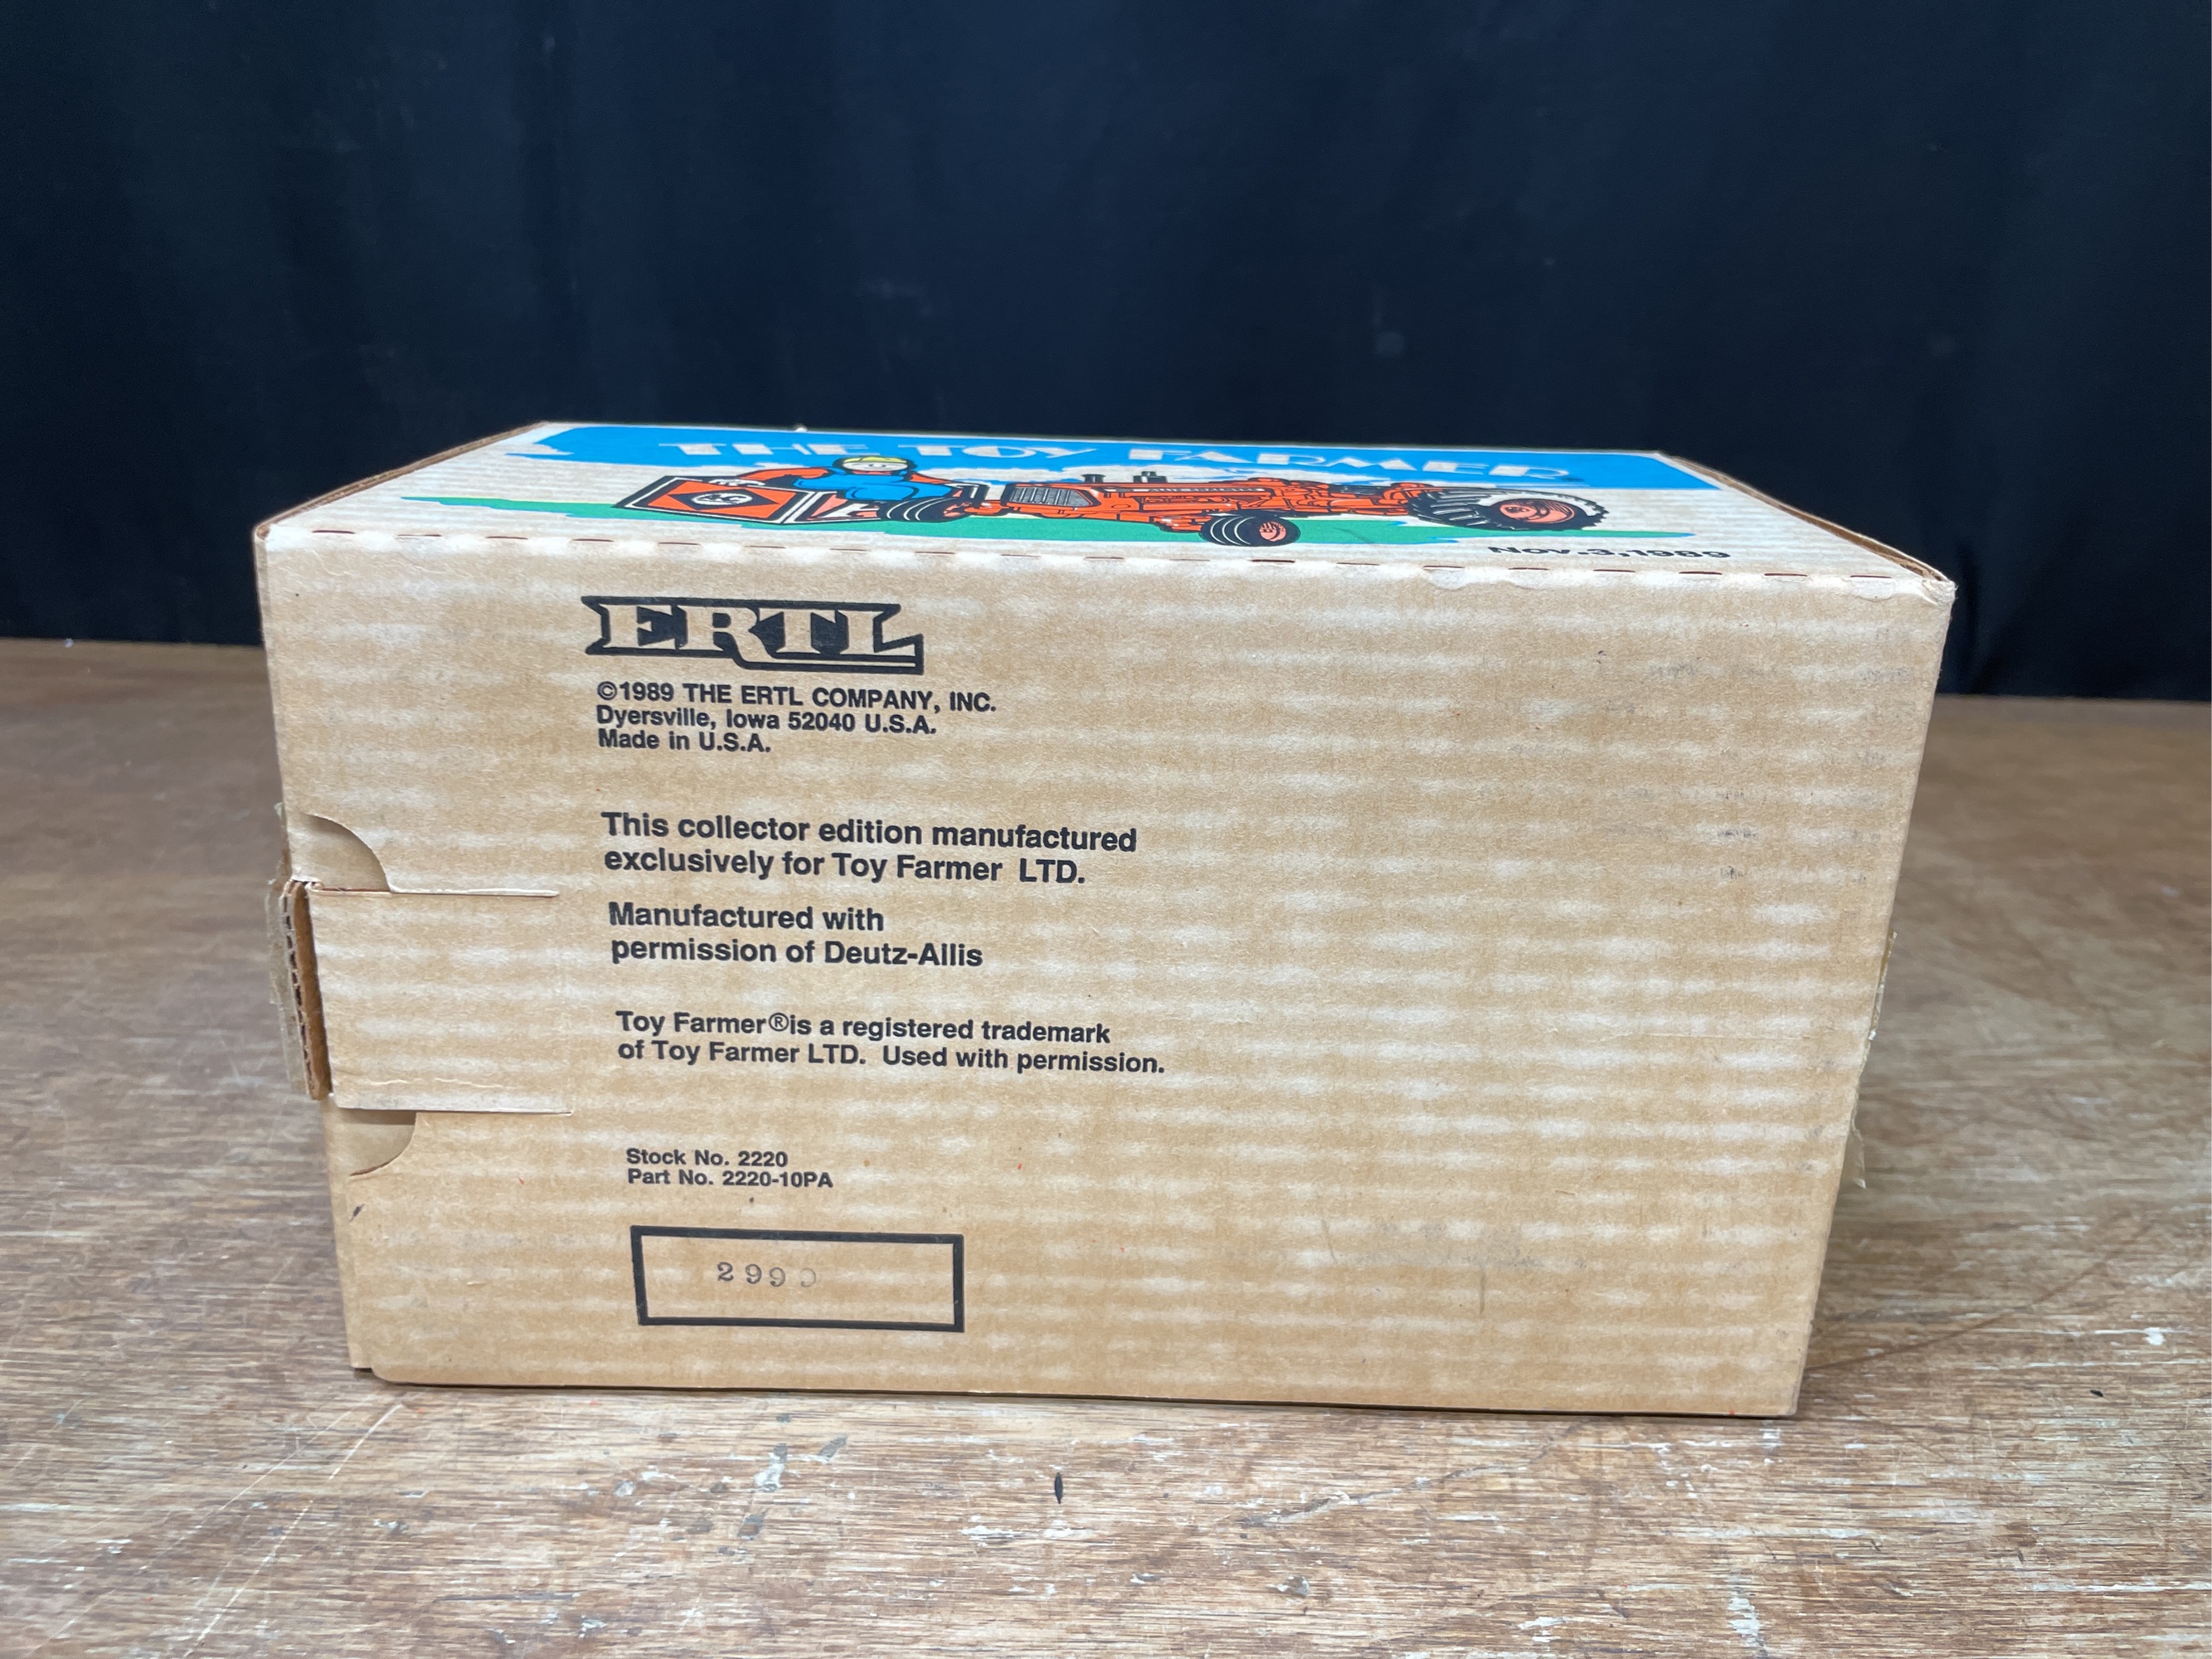 THE TOY FARMER
Nov.3,1989
ERTL
©1989 THE ERTL COMPANY, INC.
Dyersville, Iowa 52040 U.S.A.
Made in U.S.A.
This collector edition manufactured
exclusively for Toy Farmer LTD.
Manufactured with
permission of Deutz-Allis
Toy Farmer®is a registered trademark
of Toy Farmer LTD. Used with permission.
Stock No. 2220
Part No. 2220-10PA